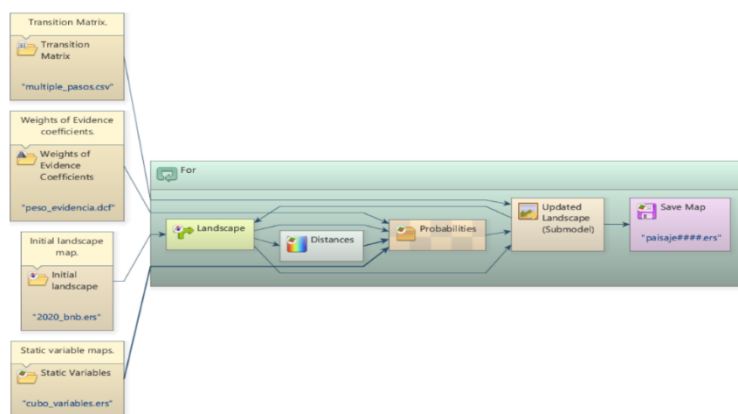 Transition Matrix.
Trransition
Matrix
"multiple_pasos.csv"
Weights of Evidence
coefficients.
Weights of
Evidence
Coefficients
"peso_evidencia.dcf"
Initial landscape
map.
Initial
landscape
"2020_bnb.ers"
Static variable maps.
Static Variables
"cubo_variables.ers"
For
Landscape
Distances
Probabilities
Updated
Landscape
(Submodel)
Save Map
"paisaje####.ers"